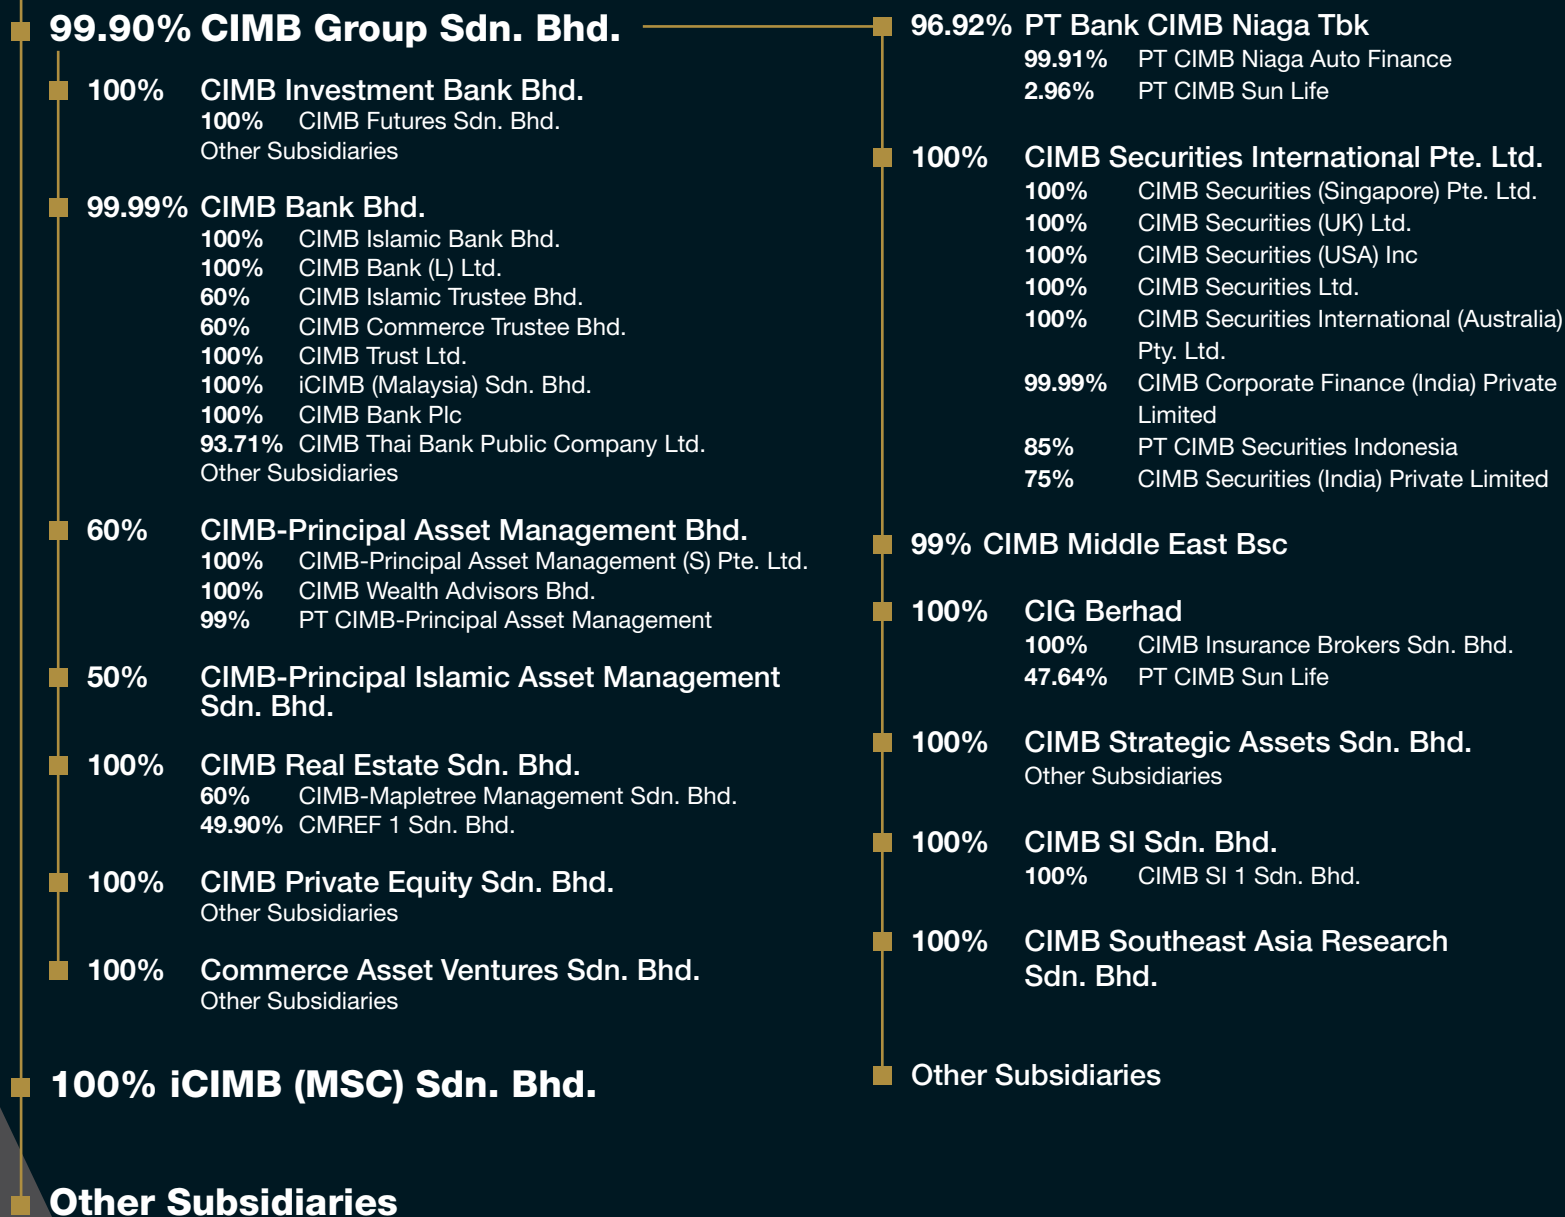 99.90% CIMB Group Sdn. Bhd.
100% CIMB Investment Bank Bhd.
100% CIMB Futures Sdn. Bhd.
Other Subsidiaries
99.99% CIMB Bank Bhd.
100% CIMB Islamic Bank Bhd.
100% CIMB Bank (L) Ltd.
60% CIMB Islamic Trustee Bhd.
60% CIMB Commerce Trustee Bhd.
100% CIMB Trust Ltd.
100% iCIMB (Malaysia) Sdn. Bhd.
100% CIMB Bank Plc
93.71% CIMB Thai Bank Public Company Ltd.
Other Subsidiaries
60% CIMB-Principal Asset Management Bhd.
100% CIMB-Principal Asset Management (S) Pte. Ltd.
100% CIMB Wealth Advisors Bhd.
99% PT CIMB-Principal Asset Management
50% CIMB-Principal Islamic Asset Management
Sdn. Bhd.
100% CIMB Real Estate Sdn. Bhd.
60% CIMB-Mapletree Management Sdn. Bhd.
49.90% CMREF 1 Sdn. Bhd.
100% CIMB Private Equity Sdn. Bhd.
Other Subsidiaries
100% Commerce Asset Ventures Sdn. Bhd.
Other Subsidiaries
100% iCIMB (MSC) Sdn. Bhd.
Other Subsidiaries
96.92% PT Bank CIMB Niaga Tbk
99.91% PT CIMB Niaga Auto Finance
2.96% PT CIMB Sun Life
100% CIMB Securities International Pte. Ltd.
100% CIMB Securities (Singapore) Pte. Ltd.
100% CIMB Securities (UK) Ltd.
100% CIMB Securities (USA) Inc
100% CIMB Securities Ltd.
100% CIMB Securities International (Australia)
Pty. Ltd.
99.99% CIMB Corporate Finance (India) Private
Limited
85% PT CIMB Securities Indonesia
75% CIMB Securities (India) Private Limited
99% CIMB Middle East Bsc
100% CIG Berhad
100% CIMB Insurance Brokers Sdn. Bhd.
47.64% PT CIMB Sun Life
100% CIMB Strategic Assets Sdn. Bhd.
Other Subsidiaries
100% CIMB SI Sdn. Bhd.
100% CIMB SI 1 Sdn. Bhd.
100% CIMB Southeast Asia Research
Sdn. Bhd.
Other Subsidiaries